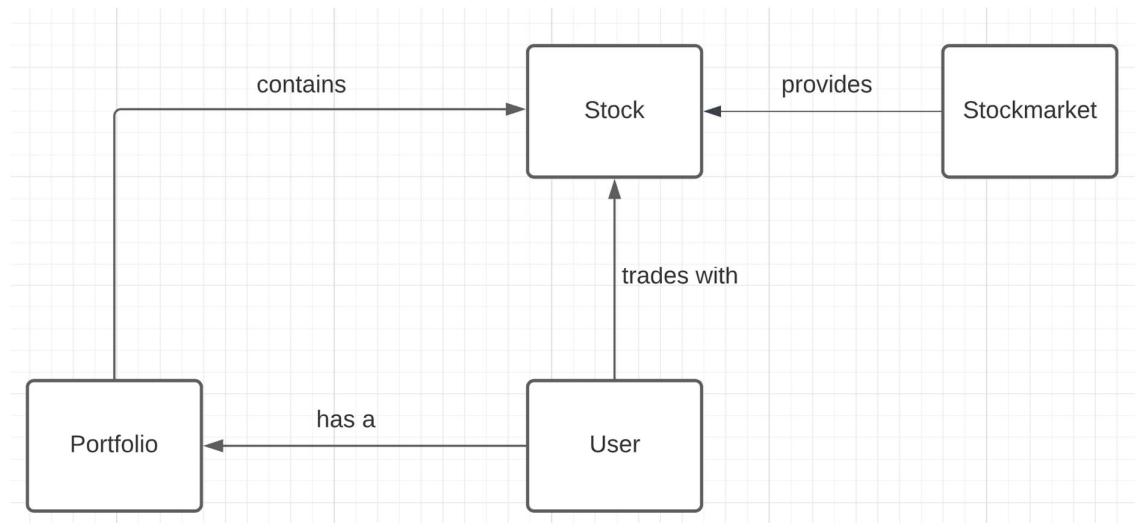 contains
provides
Stock
Stockmarket
trades with
has a
Portfolio
User